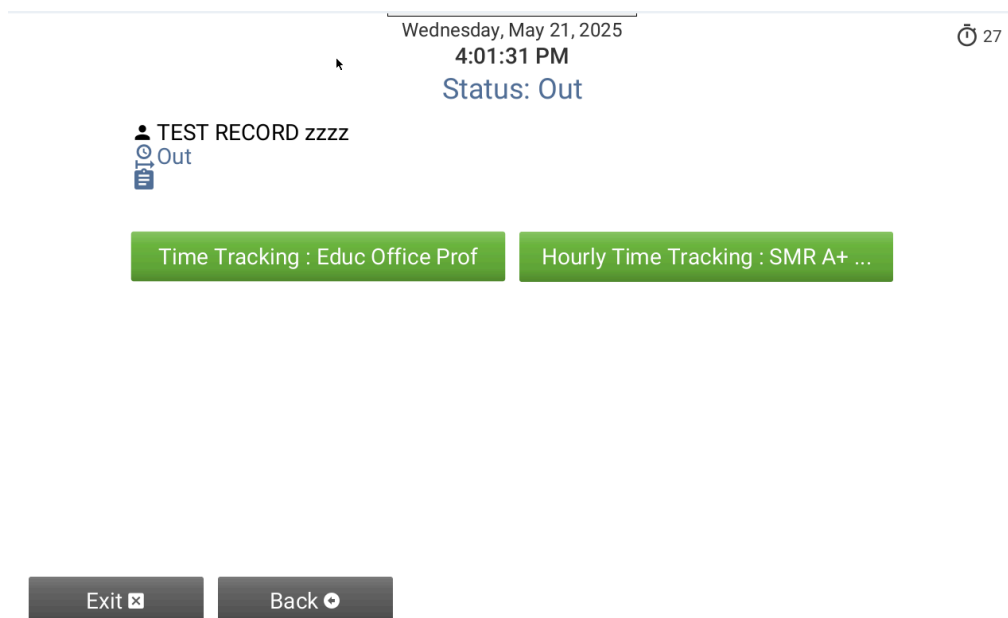 Wednesday, May 21, 2025
27
4:01:31 PM
Status: Out
TEST RECORD zzzz
Out
Time Tracking : Educ Office Prof
Hourly Time Tracking : SMR A+ ...
Exit
Back